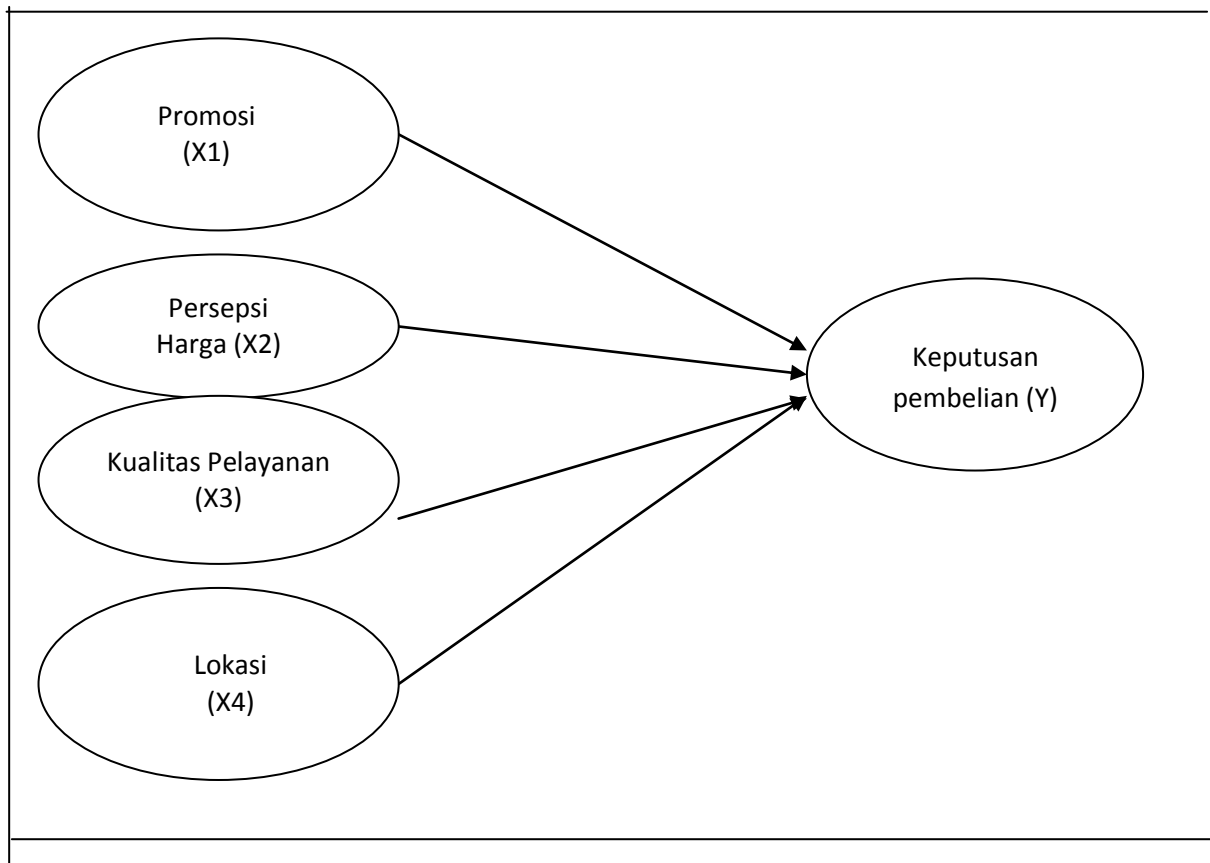 Promosi
(X1)
Persepsi
Harga (X2)
Kualitas Pelayanan
(X3)
Lokasi
(X4)
Keputusan
pembelian (Y)